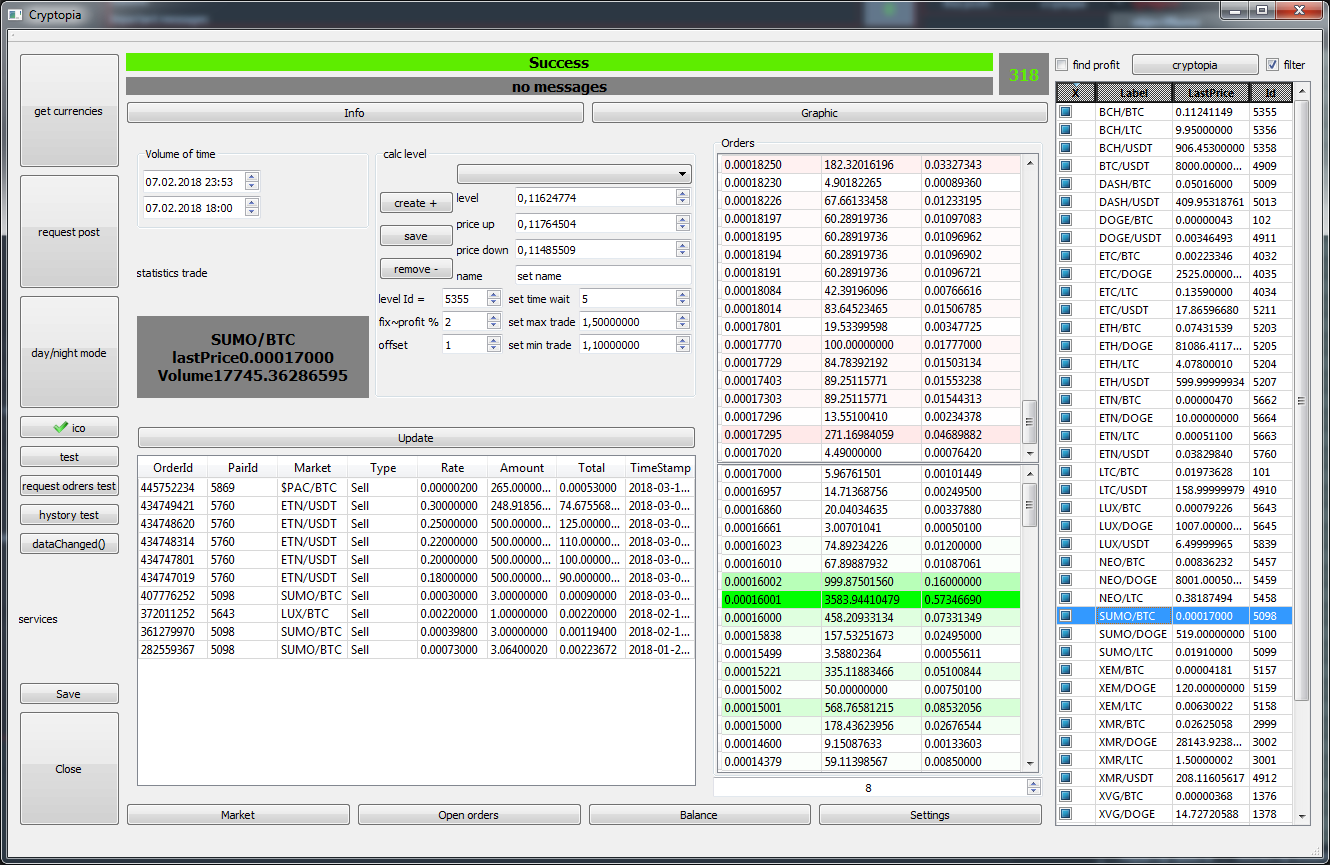 Cryptopia
Success
no messages
318
find profit
cryptopia
filter
Info
Graphic
get currencies
request post
day/night mode
ico
test
request odrers test
hystory test
dataChanged()
services
Save
Close
Volume of time
07.02.2018 23:53
07.02.2018 18:00
statistics trade
SUMO/BTC
lastPrice0.00017000
Volume17745.36286595
calc level
create +
save
remove -
level 0,11624774
price up 0,11764504
price down 0,11485509
name set name
level Id = 5355 set time wait 5
fix~profit % 2 set max trade 1,50000000
offset 1 set min trade 1,10000000
Update
OrderId PairId Market Type Rate Amount Total TimeStamp
445752234 5869 $PAC/BTC Sell 0.00000200 265.00000... 0.00053000 2018-03-1...
434749421 5760 ETN/USDT Sell 0.30000000 248.91856... 74.675568... 2018-03-0...
434748620 5760 ETN/USDT Sell 0.25000000 500.00000... 125.00000... 2018-03-0...
434748314 5760 ETN/USDT Sell 0.22000000 500.00000... 110.00000... 2018-03-0...
434747801 5760 ETN/USDT Sell 0.20000000 500.00000... 100.00000... 2018-03-0...
434747019 5760 ETN/USDT Sell 0.18000000 500.00000... 90.000000... 2018-03-0...
407776252 5098 SUMO/BTC Sell 0.00030000 3.00000000 0.00090000 2018-03-0...
372011252 5643 LUX/BTC Sell 0.00220000 1.00000000 0.00220000 2018-02-1...
361279970 5098 SUMO/BTC Sell 0.00039800 3.00000000 0.00119400 2018-02-1...
282559367 5098 SUMO/BTC Sell 0.00073000 3.06400020 0.00223672 2018-01-2...
Orders
0.00018250 182.32016196 0.03327343
0.00018230 4.90182265 0.00089360
0.00018226 67.66133458 0.01233195
0.00018197 60.28919736 0.01097083
0.00018195 60.28919736 0.01096962
0.00018194 60.28919736 0.01096902
0.00018191 60.28919736 0.01096721
0.00018084 42.39196096 0.00766616
0.00018014 83.64523465 0.01506785
0.00017801 19.53399598 0.00347725
0.00017770 100.00000000 0.01777000
0.00017729 84.78392192 0.01503134
0.00017403 89.25115771 0.01553238
0.00017303 89.25115771 0.01544313
0.00017296 13.55100410 0.00234378
0.00017295 271.16984059 0.04689882
0.00017020 4.49000000 0.00076420
0.00017000 5.96761501 0.00101449
0.00016957 14.71368756 0.00249500
0.00016860 20.04034635 0.00337880
0.00016661 3.00701041 0.00050100
0.00016023 74.89234226 0.01200000
0.00016010 67.89887932 0.01087061
0.00016002 999.87501560 0.16000000
0.00016001 3583.94410479 0.57346690
0.00016000 458.20933134 0.07331349
0.00015838 157.53251673 0.02495000
0.00015499 3.58802364 0.00055611
0.00015221 335.11883466 0.05100844
0.00015002 50.00000000 0.00750100
0.00015001 568.76581215 0.08532056
0.00015000 178.43623956 0.02676544
0.00014600 9.15087633 0.00133603
0.00014379 59.11398567 0.00850000
8
X Label LastPrice Id
BCH/BTC 0.11241149 5355
BCH/LTC 9.95000000 5356
BCH/USDT 906.45300000 5358
BTC/USDT 8000.00000... 4909
DASH/BTC 0.05016000 5009
DASH/USDT 409.95318761 5013
DOGE/BTC 0.00000043 102
DOGE/USDT 0.00346493 4911
ETC/BTC 0.00223346 4032
ETC/DOGE 2525.00000... 4035
ETC/LTC 0.13590000 4034
ETC/USDT 17.86596680 5211
ETH/BTC 0.07431539 5203
ETH/DOGE 81086.4117... 5205
ETH/LTC 4.07800010 5204
ETH/USDT 599.99999934 5207
ETN/BTC 0.00000470 5662
ETN/DOGE 10.00000000 5664
ETN/LTC 0.00051100 5663
ETN/USDT 0.03829840 5760
LTC/BTC 0.01973628 101
LTC/USDT 158.99999979 4910
LUX/BTC 0.00079226 5643
LUX/DOGE 1007.00000... 5645
LUX/USDT 6.49999965 5839
NEO/BTC 0.00836232 5457
NEO/DOGE 8001.00050... 5459
NEO/LTC 0.38187494 5458
SUMO/BTC 0.00017000 5098
SUMO/DOGE 519.00000000 5100
SUMO/LTC 0.01910000 5099
XEM/BTC 0.00004181 5157
XEM/DOGE 120.00000000 5159
XEM/LTC 0.00630022 5158
XMR/BTC 0.02625058 2999
XMR/DOGE 28143.9238... 3002
XMR/LTC 1.50000002 3001
XMR/USDT 208.11605617 4912
XVG/BTC 0.00000368 1376
XVG/DOGE 14.72720588 1378
Market
Open orders
Balance
Settings